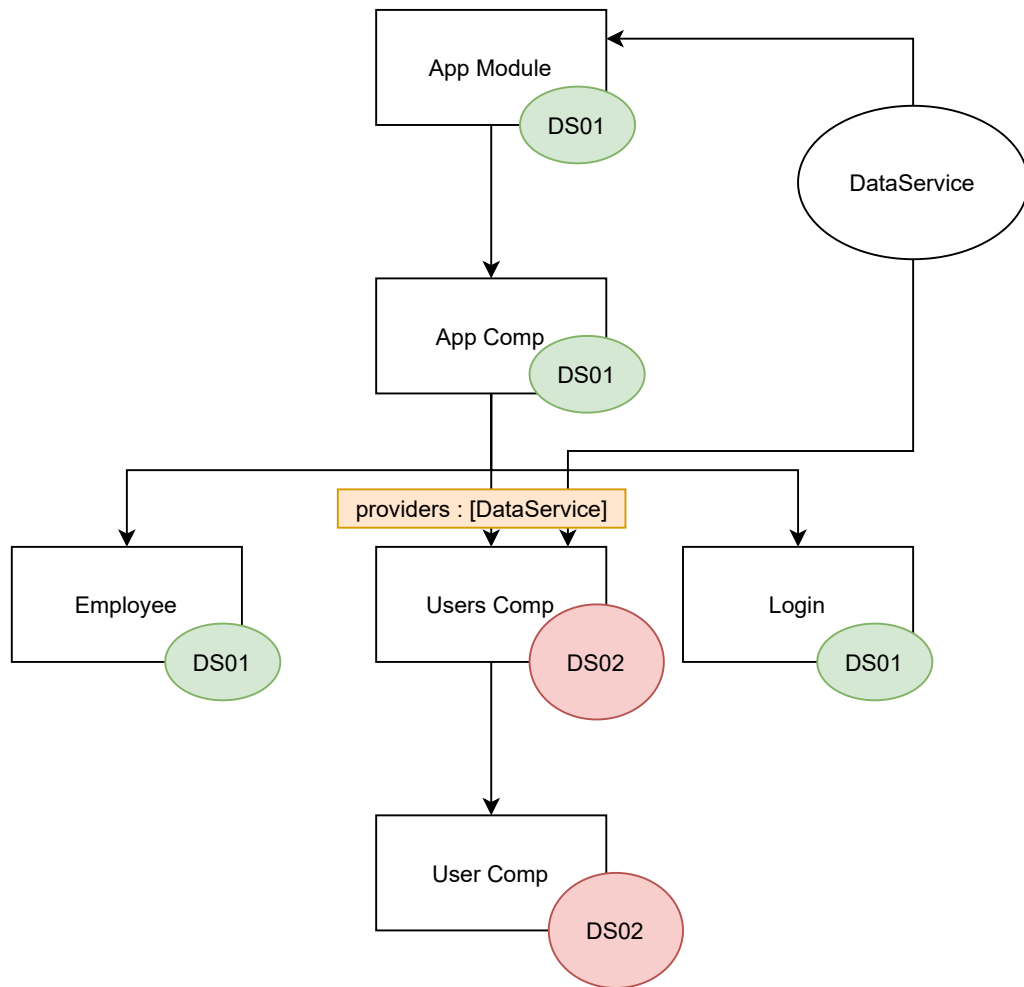 App Module
DS01
DataService
App Comp
DS01
providers : [DataService]
Employee
DS01
Users Comp
DS02
Login
DS01
User Comp
DS02